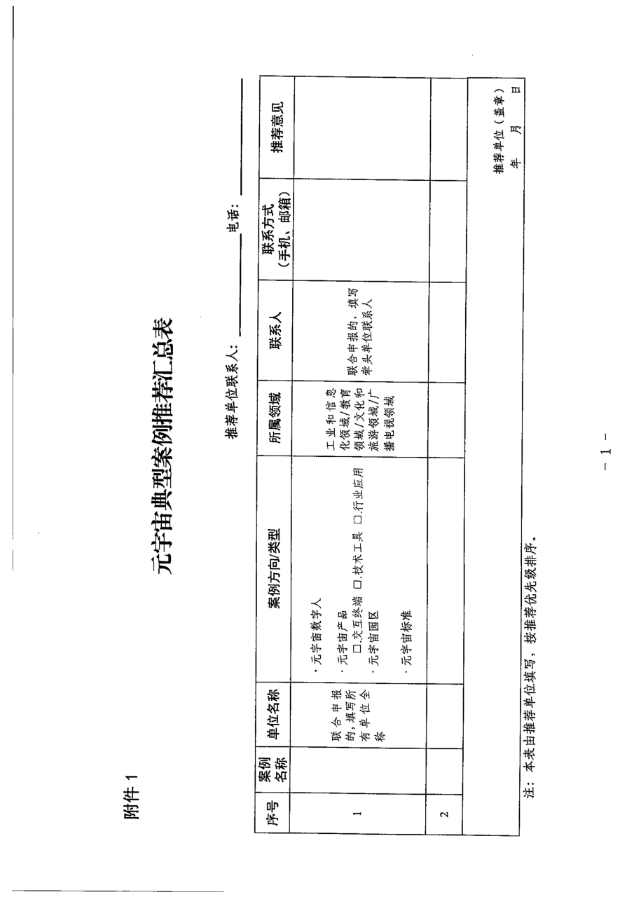 附件 1
元宇宙典型案例推荐汇总表
推荐单位联系人： 电话：
序号
案例
名称
单位名称
案例方向/类型
所属领域
联系人
联系方式
（手机、邮箱）
推荐意见
1
联合申报
的，填写所
有单位全
称
· 元宇宙数字人
· 元宇宙产品
□.交互终端 □.技术工具 □.行业应用
· 元宇宙园区
· 元宇宙标准
工业和信息
化领域/教育
领域/文化和
旅游领域/广
播电视领域
联合申报的，填写
牵头单位联系人
2
推荐单位（盖章）
年 月 日
注：本表由推荐单位填写，按推荐优先级排序。
- 1 -